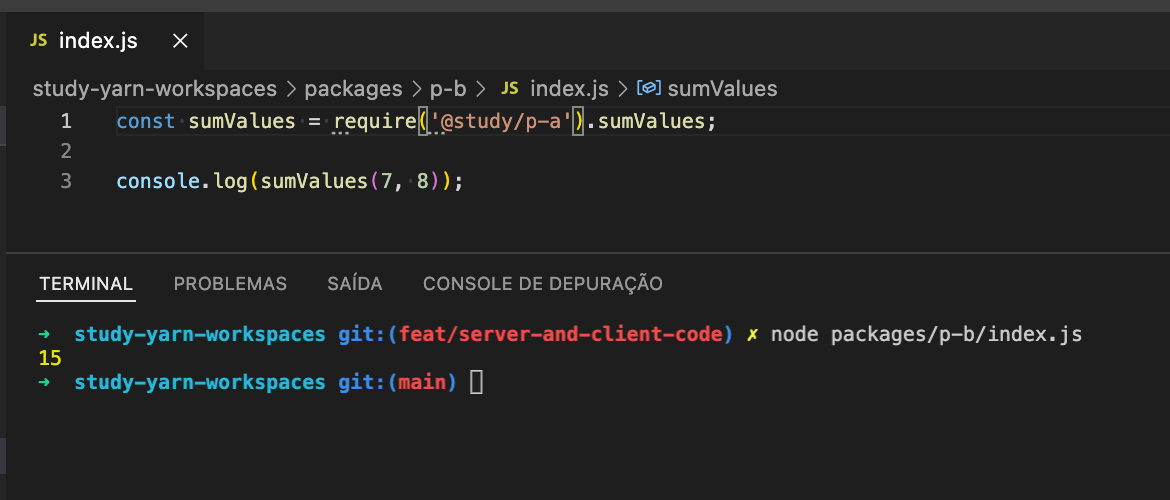 JS index.js ×
study-yarn-workspaces > packages > p-b > JS index.js > sumValues
1 const sumValues = require('@study/p-a').sumValues;
2
3 console.log(sumValues(7, 8));
TERMINAL PROBLEMAS SAÍDA CONSOLE DE DEPURAÇÃO
➜ study-yarn-workspaces git:(feat/server-and-client-code) ✗ node packages/p-b/index.js
15
➜ study-yarn-workspaces git:(main)